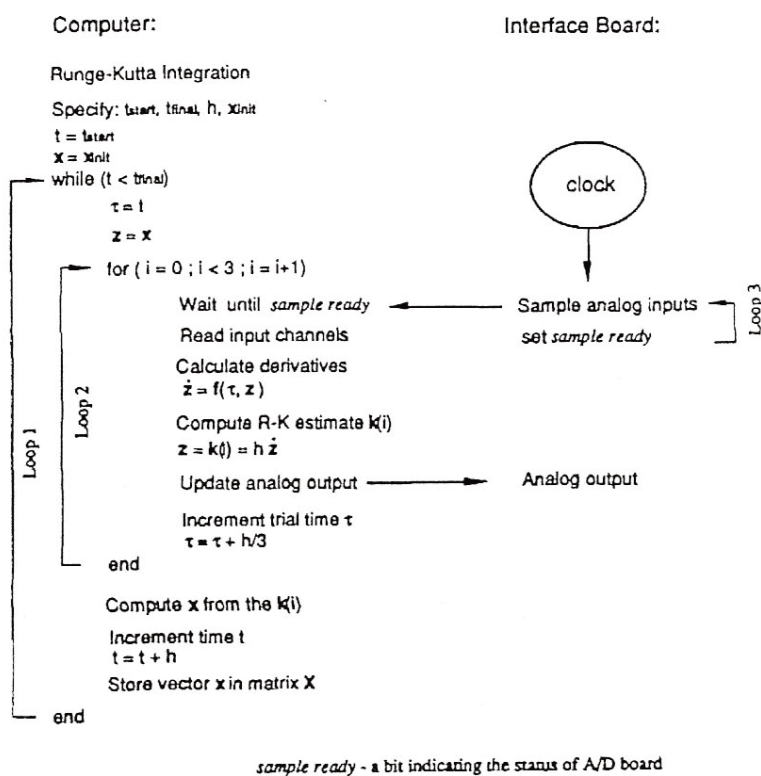 Computer:
Interface Board:
Runge-Kutta Integration
Specify: tstart, tfinal, h, xinit
t = tstart
x = xinit
while (t < tfinal)
τ = t
z = x
clock
for ( i = 0 ; i < 3 ; i = i+1)
Wait until sample ready
Sample analog inputs
Read input channels
set sample ready
Loop 3
Calculate derivatives
ż = f(τ, z)
Compute R-K estimate k(i)
z = k(i) = h ż
Update analog output
Analog output
Increment trial time τ
τ = τ + h/3
Loop 2
Loop 1
end
Compute x from the k(i)
Increment time t
t = t + h
Store vector x in matrix X
end
sample ready - a bit indicating the status of A/D board